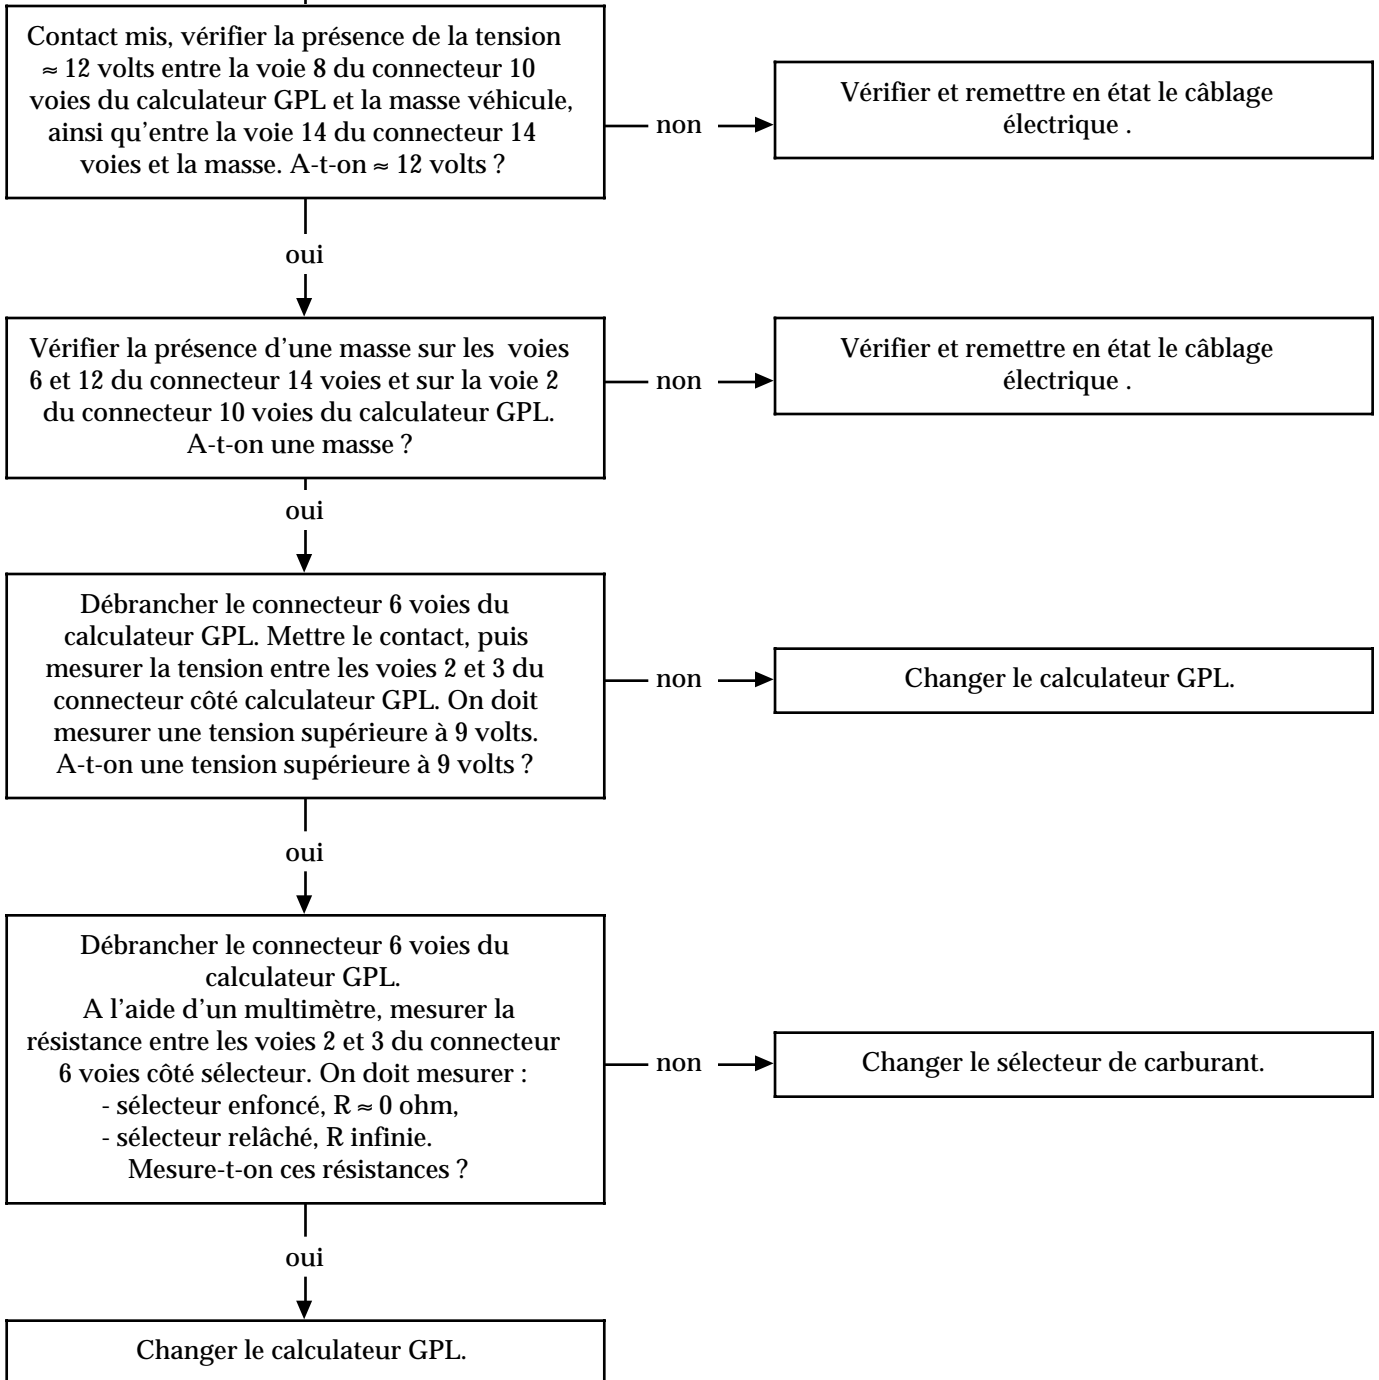 Contact mis, vérifier la présence de la tension
≈ 12 volts entre la voie 8 du connecteur 10
voies du calculateur GPL et la masse véhicule,
ainsi qu’entre la voie 14 du connecteur 14
voies et la masse. A-t-on ≈ 12 volts ?
non
Vérifier et remettre en état le câblage
électrique .
oui
Vérifier la présence d’une masse sur les voies
6 et 12 du connecteur 14 voies et sur la voie 2
du connecteur 10 voies du calculateur GPL.
A-t-on une masse ?
non
Vérifier et remettre en état le câblage
électrique .
oui
Débrancher le connecteur 6 voies du
calculateur GPL. Mettre le contact, puis
mesurer la tension entre les voies 2 et 3 du
connecteur côté calculateur GPL. On doit
mesurer une tension supérieure à 9 volts.
A-t-on une tension supérieure à 9 volts ?
non
Changer le calculateur GPL.
oui
Débrancher le connecteur 6 voies du
calculateur GPL.
A l’aide d’un multimètre, mesurer la
résistance entre les voies 2 et 3 du connecteur
6 voies côté sélecteur. On doit mesurer :
- sélecteur enfoncé, R ≈ 0 ohm,
- sélecteur relâché, R infinie.
Mesure-t-on ces résistances ?
non
Changer le sélecteur de carburant.
oui
Changer le calculateur GPL.